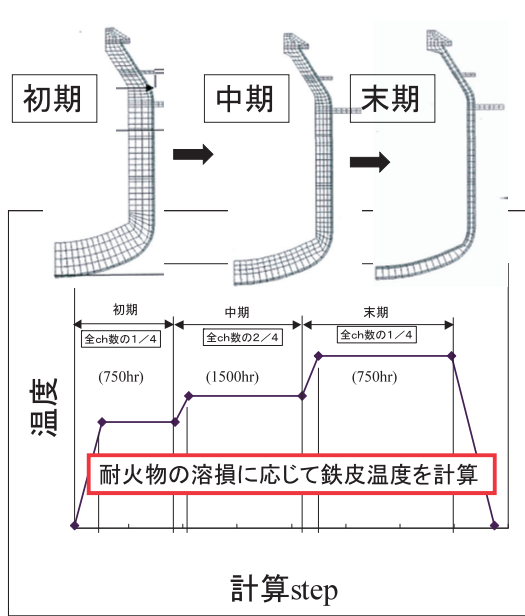 初期
中期
末期
初期
中期
末期
全ch数の1/4
全ch数の2/4
全ch数の1/4
(750hr)
(1500hr)
(750hr)
温度
耐火物の溶損に応じて鉄皮温度を計算
計算step